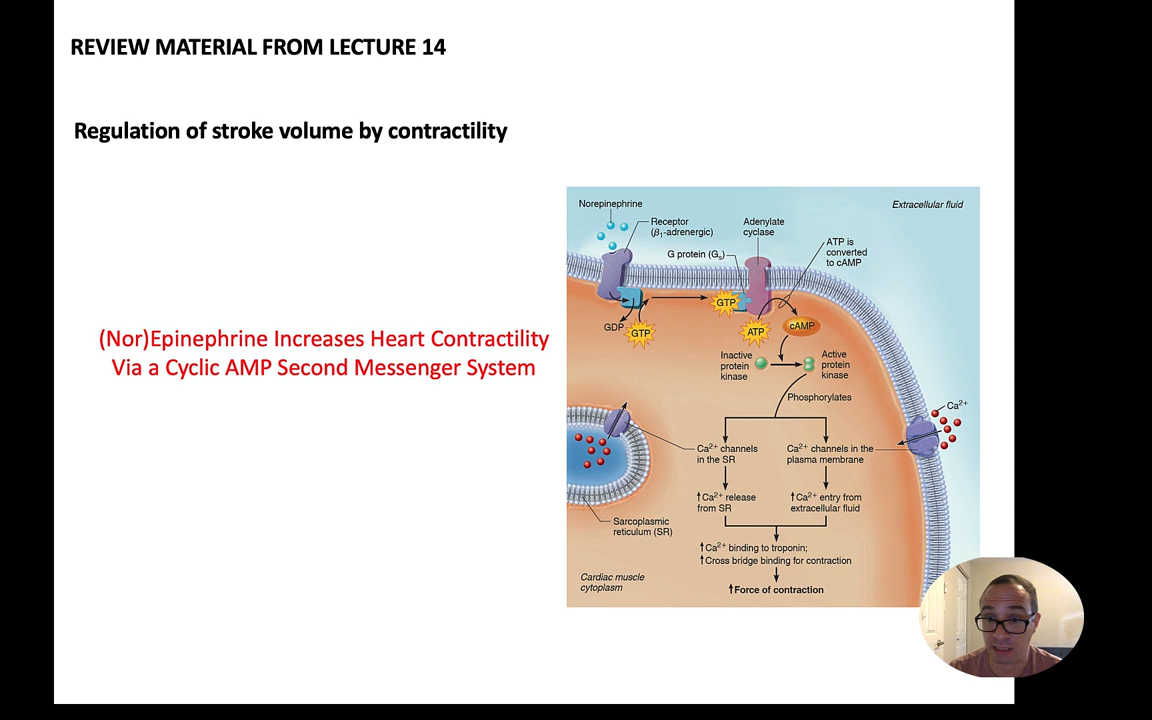 REVIEW MATERIAL FROM LECTURE 14
Regulation of stroke volume by contractility
(Nor)Epinephrine Increases Heart Contractility
Via a Cyclic AMP Second Messenger System
Norepinephrine
Extracellular fluid
Receptor
(β₁-adrenergic)
Adenylate
cyclase
G protein (Gₛ)
ATP is
converted
to cAMP
GTP
GDP
GTP
ATP
cAMP
Inactive
protein
kinase
Active
protein
kinase
Phosphorylates
Ca²⁺
Ca²⁺ channels
in the SR
Ca²⁺ channels in the
plasma membrane
↑Ca²⁺ release
from SR
↑Ca²⁺ entry from
extracellular fluid
Sarcoplasmic
reticulum (SR)
↑Ca²⁺ binding to troponin;
↑Cross bridge binding for contraction
Cardiac muscle
cytoplasm
↑Force of contraction